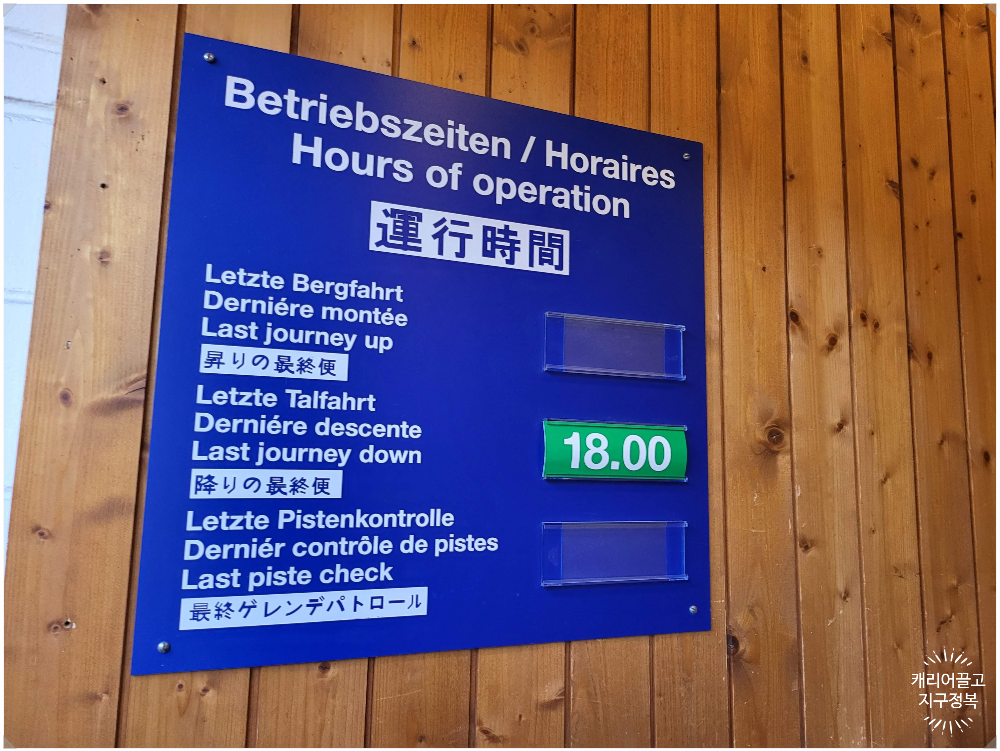 Betriebszeiten / Horaires
Hours of operation
運行時間
Letzte Bergfahrt
Derniére montée
Last journey up
昇りの最終便
Letzte Talfahrt
Derniére descente
Last journey down
降りの最終便
18.00
Letzte Pistenkontrolle
Derniér contrôle de pistes
Last piste check
最終ゲレンデパトロール
캐리어끌고
지구정복